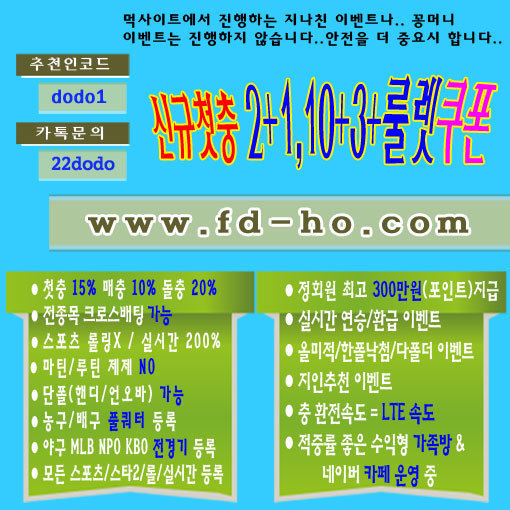 먹사이트에서 진행하는 지나친 이벤트나.. 꽁머니
이벤트는 진행하지 않습니다..안전을 더 중요시 합니다..
추천인코드
dodo1
카톡문의
22dodo
신규첫충 2+1,10+3+룰렛쿠폰
www.fd-ho.com
● 첫충 15% 매충 10% 돌충 20%
● 전종목 크로스배팅 가능
● 스포츠 롤링X / 실시간 200%
● 마틴/루틴 제제 NO
● 단폴(핸디/언오바) 가능
● 농구/배구 풀쿼터 등록
● 야구 MLB NPO KBO 전경기 등록
● 모든 스포츠/스타2/롤/실시간 등록
● 정회원 최고 300만원(포인트)지급
● 실시간 연승/환급 이벤트
● 올미적/한폴낙첨/다폴더 이벤트
● 지인추천 이벤트
● 충 환전속도 = LTE 속도
● 적중률 좋은 수익형 가족방 &
네이버 카페 운영 중